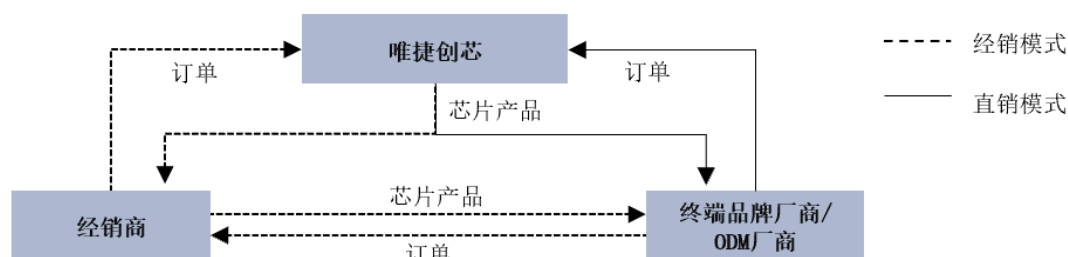 唯捷创芯
经销模式
订单
订单
直销模式
芯片产品
芯片产品
经销商
终端品牌厂商/
ODM厂商
订单